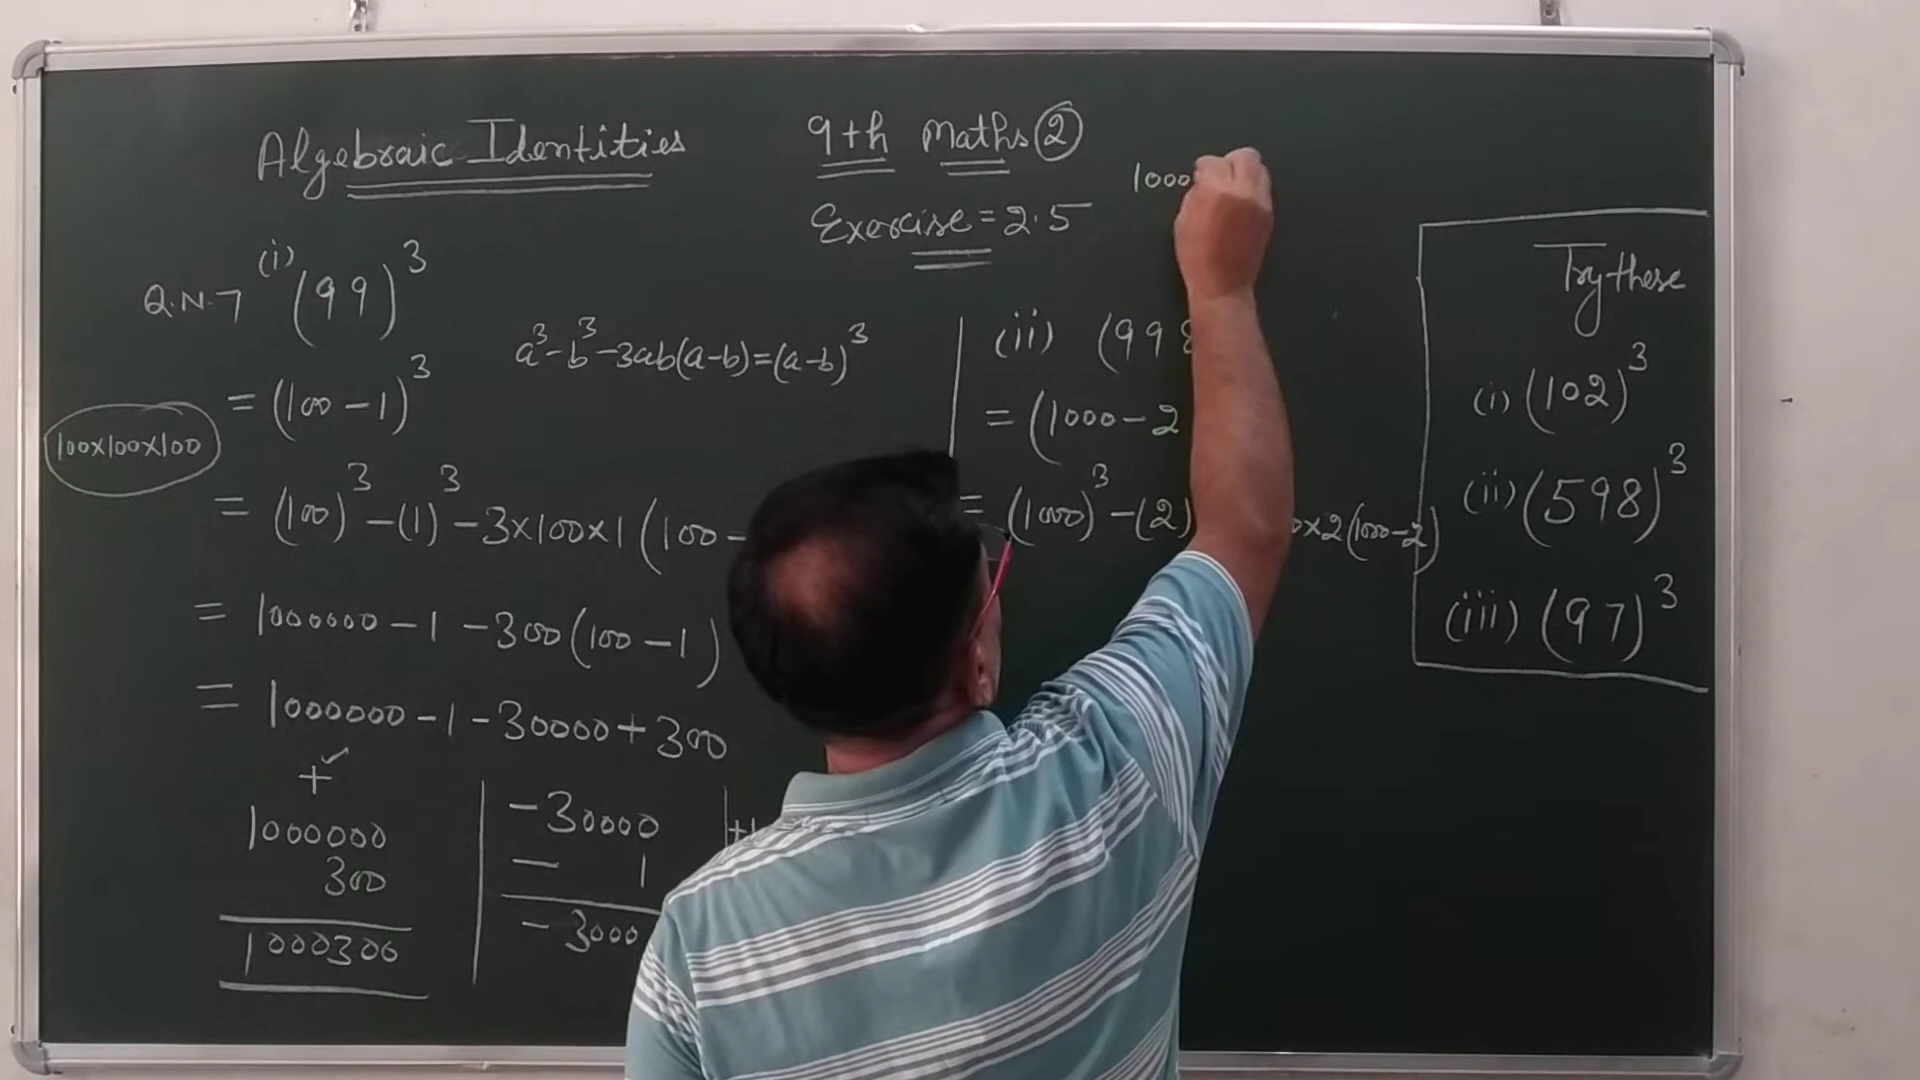 Algebraic Identities
9th Maths ②
Exercise = 2.5
1000
Q.N.7 (i) (99)³
= (100 – 1)³
100×100×100
a³ – b³ – 3ab(a – b) = (a – b)³
= (100)³ – (1)³ – 3×100×1 (100 –
= 1000000 – 1 – 300 (100 – 1)
= 1000000 – 1 – 30000 + 300
+ ✓
1000000
300
1000300
– 30000
– 1
– 3000
(ii) (998
= (1000 – 2
= (1000)³ – (2) 0×2(1000–2)
Try these
(i) (102)³
(ii) (598)³
(iii) (97)³